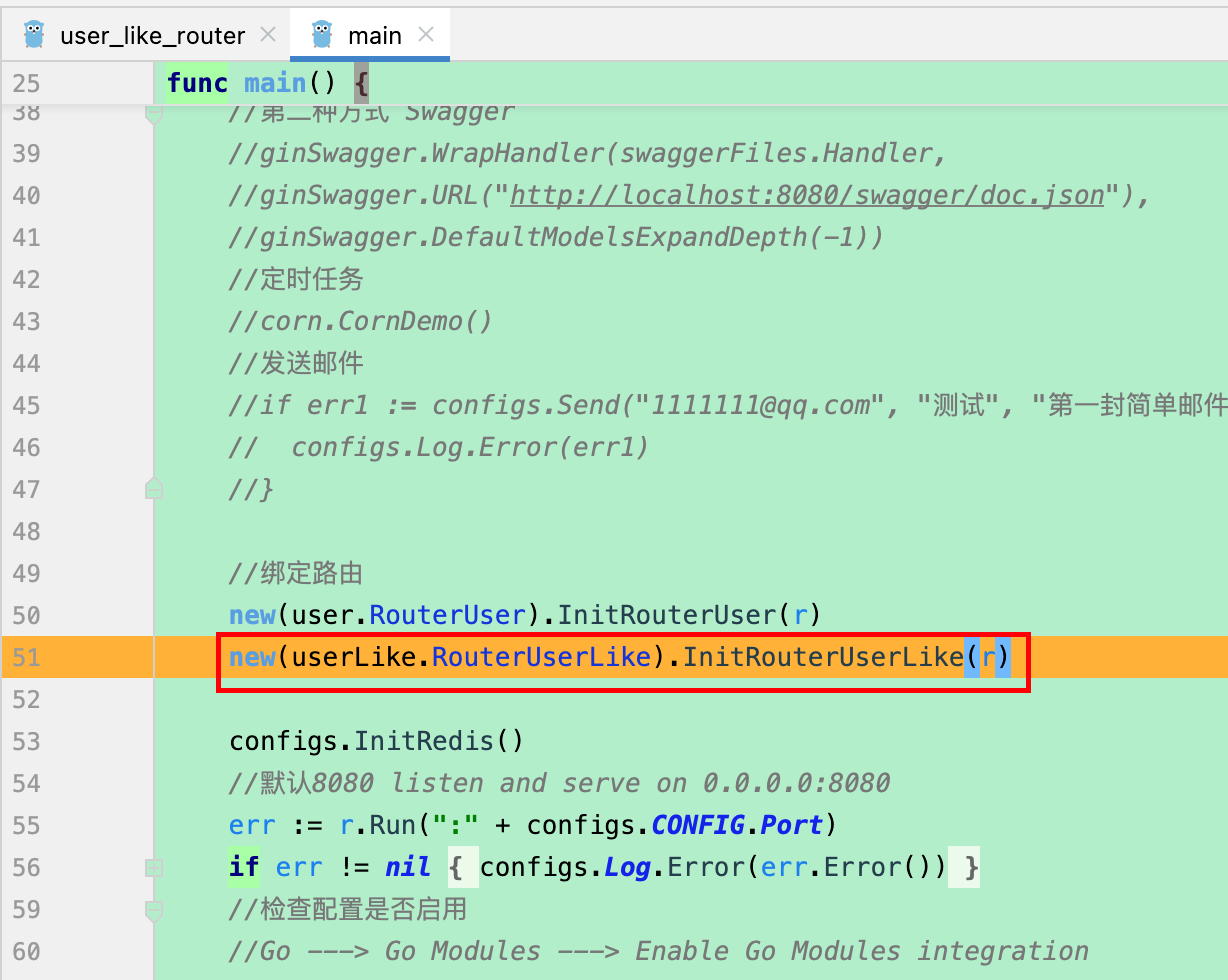 user_like_router main
25 func main() {
38 //第二种方式 Swagger
39 //ginSwagger.WrapHandler(swaggerFiles.Handler,
40 //ginSwagger.URL("http://localhost:8080/swagger/doc.json"),
41 //ginSwagger.DefaultModelsExpandDepth(-1))
42 //定时任务
43 //corn.CornDemo()
44 //发送邮件
45 //if err1 := configs.Send("1111111@qq.com", "测试", "第一封简单邮件
46 //  configs.Log.Error(err1)
47 //}
48
49 //绑定路由
50 new(user.RouterUser).InitRouterUser(r)
51 new(userLike.RouterUserLike).InitRouterUserLike(r)
52
53 configs.InitRedis()
54 //默认8080 listen and serve on 0.0.0.0:8080
55 err := r.Run(":" + configs.CONFIG.Port)
56 if err != nil { configs.Log.Error(err.Error()) }
59 //检查配置是否启用
60 //Go ---> Go Modules ---> Enable Go Modules integration